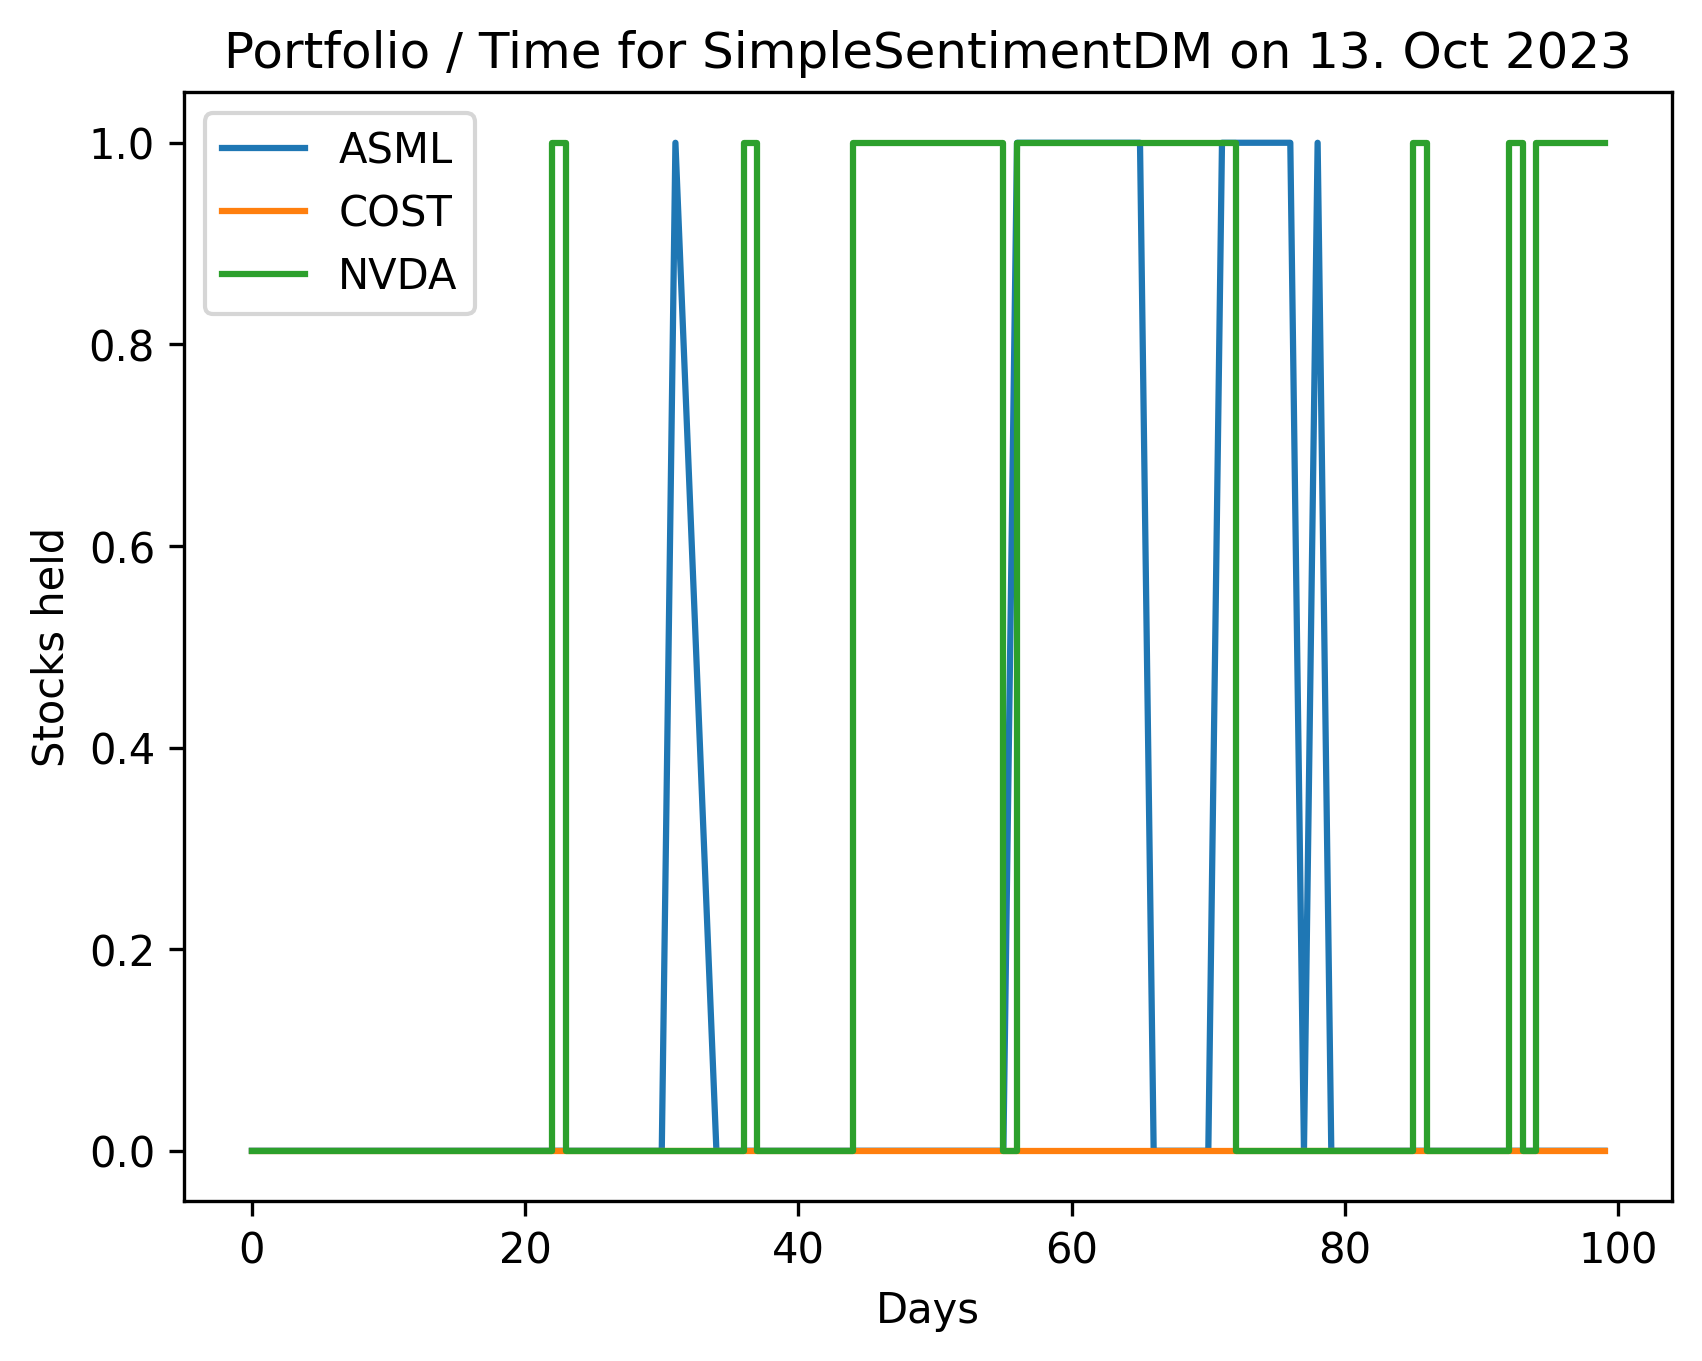 Portfolio / Time for SimpleSentimentDM on 13. Oct 2023
ASML
COST
NVDA
1.0
0.8
0.6
0.4
0.2
0.0
Stocks held
0 20 40 60 80 100
Days